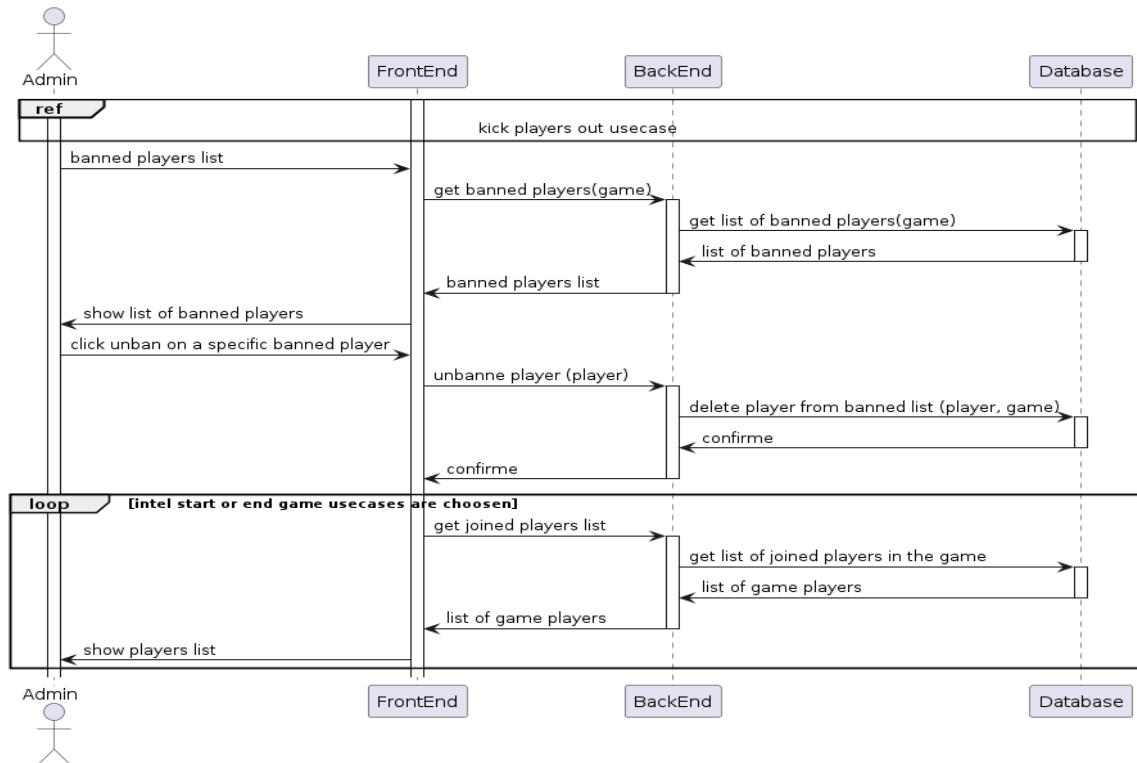 Admin
FrontEnd
BackEnd
Database
ref
kick players out usecase
banned players list
get banned players(game)
get list of banned players(game)
list of banned players
banned players list
show list of banned players
click unban on a specific banned player
unbanne player (player)
delete player from banned list (player, game)
confirme
confirme
loop [intel start or end game usecases are choosen]
get joined players list
get list of joined players in the game
list of game players
list of game players
show players list
Admin
FrontEnd
BackEnd
Database